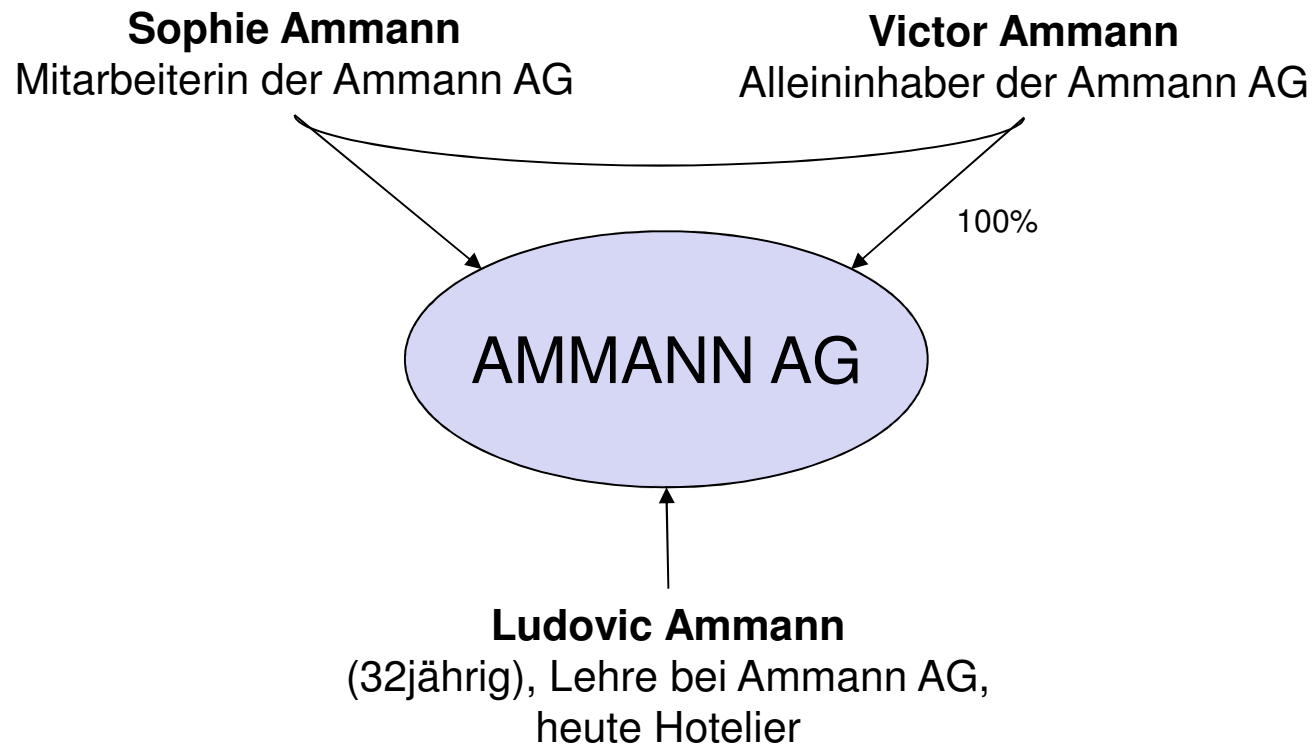 Sophie Ammann
Mitarbeiterin der Ammann AG
Victor Ammann
Alleininhaber der Ammann AG
100%
AMMANN AG
Ludovic Ammann
(32jährig), Lehre bei Ammann AG,
heute Hotelier